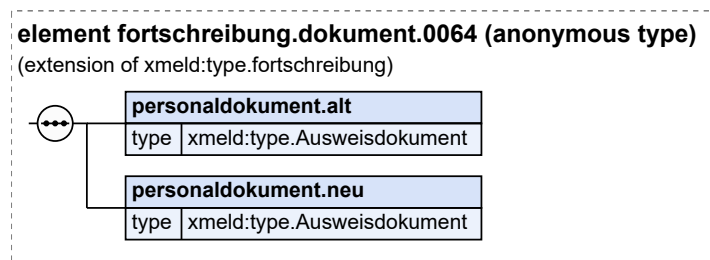 element fortschreibung.dokument.0064 (anonymous type)
(extension of xmeld:type.fortschreibung)
personaldokument.alt
type xmeld:type.Ausweisdokument
personaldokument.neu
type xmeld:type.Ausweisdokument